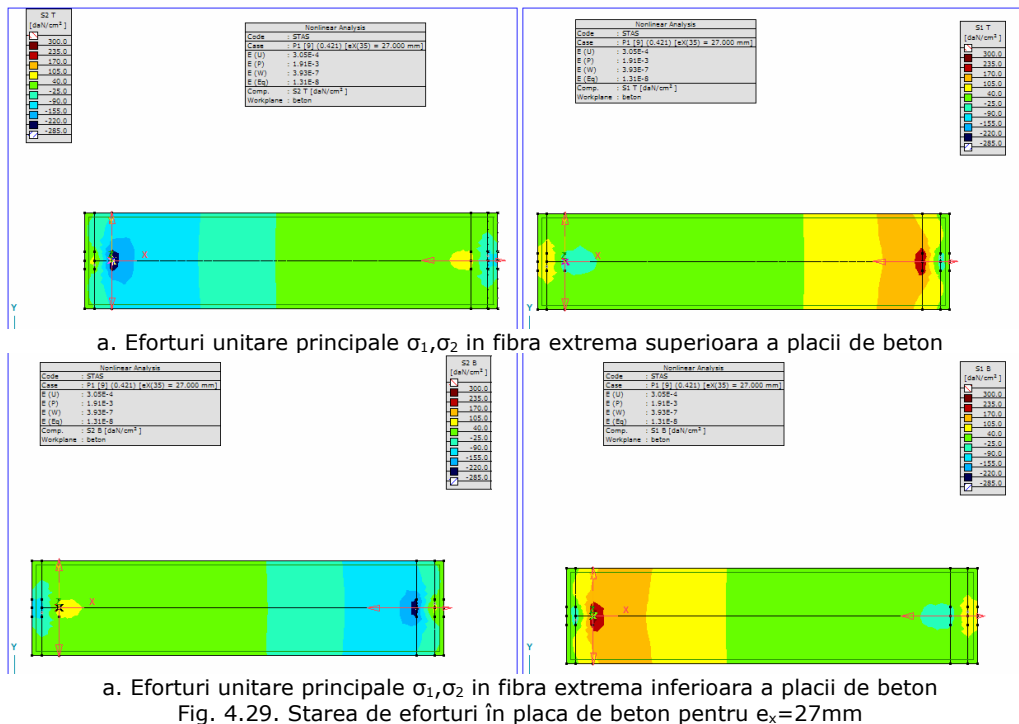 S2 T
[daN/cm²]
300.0
235.0
170.0
105.0
40.0
-25.0
-90.0
-155.0
-220.0
-285.0
Nonlinear Analysis
Code : STAS
Case : P1 [9] (0.421) [eX(35) = 27.000 mm]
E (U) : 3.05E-4
E (P) : 1.91E-3
E (W) : 3.93E-7
E (Eq) : 1.31E-8
Comp. : S2 T [daN/cm²]
Workplane : beton
X
Y
Nonlinear Analysis
Code : STAS
Case : P1 [9] (0.421) [eX(35) = 27.000 mm]
E (U) : 3.05E-4
E (P) : 1.91E-3
E (W) : 3.93E-7
E (Eq) : 1.31E-8
Comp. : S1 T [daN/cm²]
Workplane : beton
S1 T
[daN/cm²]
300.0
235.0
170.0
105.0
40.0
-25.0
-90.0
-155.0
-220.0
-285.0
X
Y
a. Eforturi unitare principale σ₁,σ₂ in fibra extrema superioara a placii de beton
Nonlinear Analysis
Code : STAS
Case : P1 [9] (0.421) [eX(35) = 27.000 mm]
E (U) : 3.05E-4
E (P) : 1.91E-3
E (W) : 3.93E-7
E (Eq) : 1.31E-8
Comp. : S2 B [daN/cm²]
Workplane : beton
S2 B
[daN/cm²]
300.0
235.0
170.0
105.0
40.0
-25.0
-90.0
-155.0
-220.0
-285.0
X
Y
Nonlinear Analysis
Code : STAS
Case : P1 [9] (0.421) [eX(35) = 27.000 mm]
E (U) : 3.05E-4
E (P) : 1.91E-3
E (W) : 3.93E-7
E (Eq) : 1.31E-8
Comp. : S1 B [daN/cm²]
Workplane : beton
S1 B
[daN/cm²]
300.0
235.0
170.0
105.0
40.0
-25.0
-90.0
-155.0
-220.0
-285.0
X
Y
a. Eforturi unitare principale σ₁,σ₂ in fibra extrema inferioara a placii de beton
Fig. 4.29. Starea de eforturi în placa de beton pentru eₓ=27mm